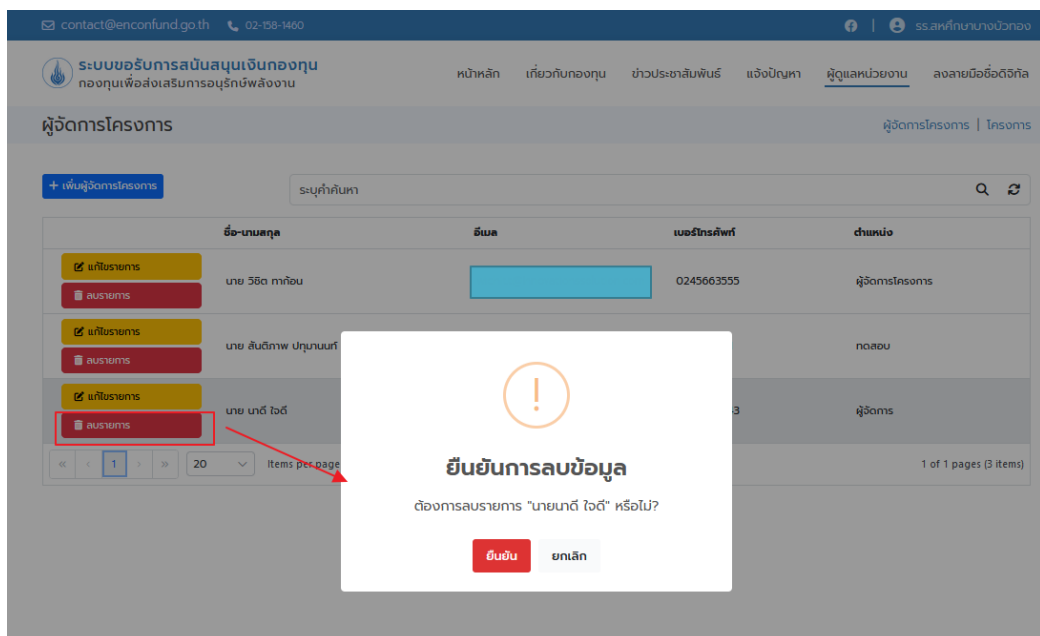 contact@enconfund.go.th 02-158-1460 รร.สหศึกษาบางบัวทอง
ระบบขอรับการสนับสนุนเงินกองทุน
กองทุนเพื่อส่งเสริมการอนุรักษ์พลังงาน
หน้าหลัก เกี่ยวกับกองทุน ข่าวประชาสัมพันธ์ แจ้งปัญหา ผู้ดูแลหน่วยงาน ลงลายมือชื่อดิจิทัล
ผู้จัดการโครงการ
ผู้จัดการโครงการ | โครงการ
+ เพิ่มผู้จัดการโครงการ
ระบุคำค้นหา
ชื่อ-นามสกุล อีเมล เบอร์โทรศัพท์ ตำแหน่ง
แก้ไขรายการ
ลบรายการ
นาย วิชิต ทาก้อน 0245663555 ผู้จัดการโครงการ
แก้ไขรายการ
ลบรายการ
นาย สันติภาพ ปทุมานนท์ ทดสอบ
แก้ไขรายการ
ลบรายการ
นาย นาดี ใจดี 3 ผู้จัดการ
« < 1 > » 20 Items per page
1 of 1 pages (3 items)
!
ยืนยันการลบข้อมูล
ต้องการลบรายการ "นายนาดี ใจดี" หรือไม่?
ยืนยัน ยกเลิก